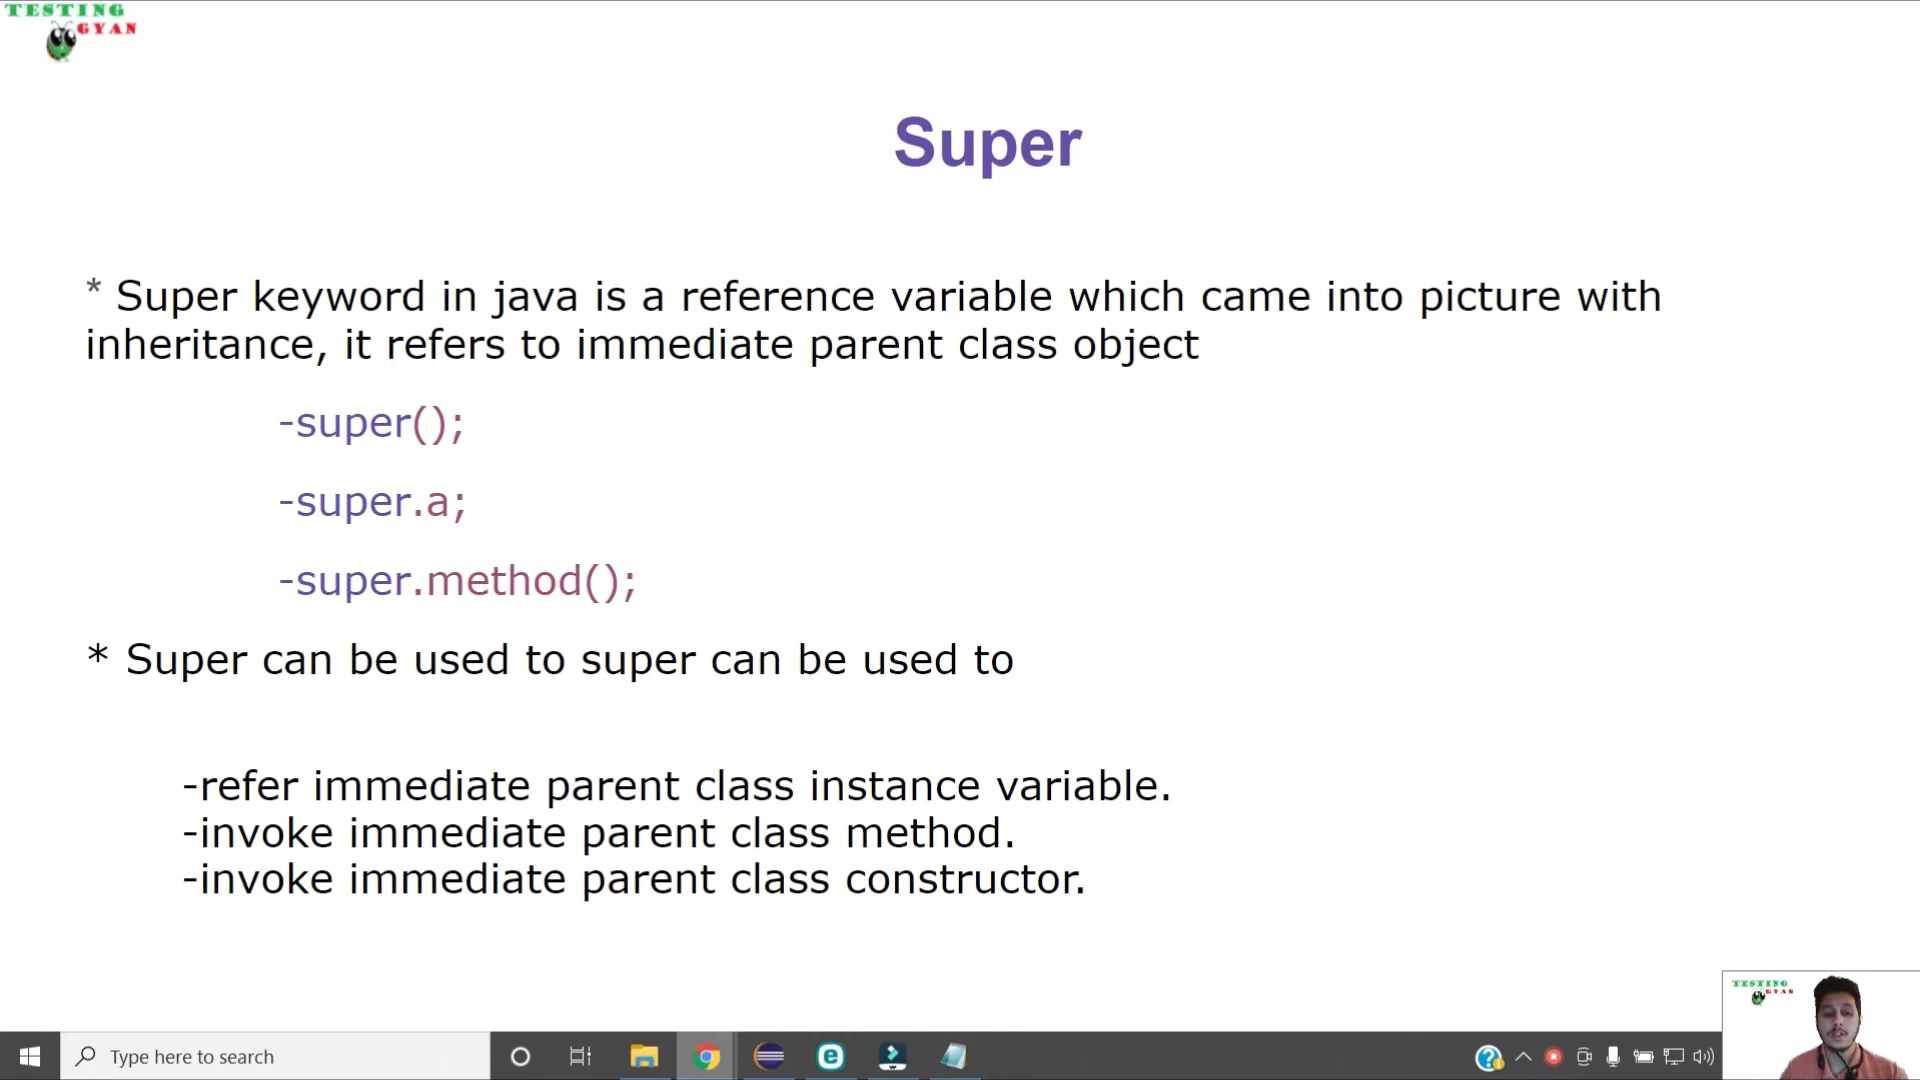 TESTING
GYAN
Super
* Super keyword in java is a reference variable which came into picture with
inheritance, it refers to immediate parent class object
-super();
-super.a;
-super.method();
* Super can be used to super can be used to
-refer immediate parent class instance variable.
-invoke immediate parent class method.
-invoke immediate parent class constructor.
TESTING
GYAN
Type here to search